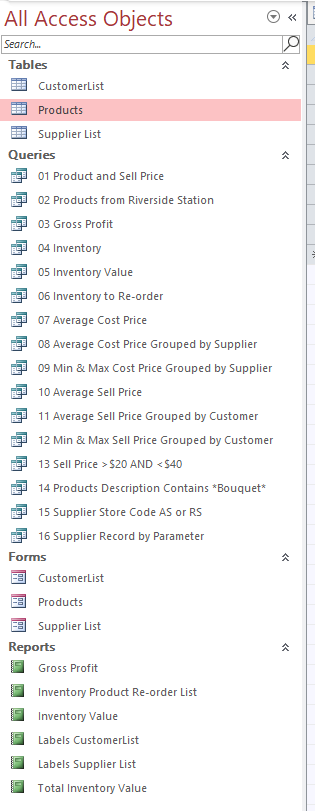 All Access Objects
Search...
Tables
CustomerList
Products
Supplier List
Queries
01 Product and Sell Price
02 Products from Riverside Station
03 Gross Profit
04 Inventory
05 Inventory Value
06 Inventory to Re-order
07 Average Cost Price
08 Average Cost Price Grouped by Supplier
09 Min & Max Cost Price Grouped by Supplier
10 Average Sell Price
11 Average Sell Price Grouped by Customer
12 Min & Max Sell Price Grouped by Customer
13 Sell Price >$20 AND <$40
14 Products Description Contains *Bouquet*
15 Supplier Store Code AS or RS
16 Supplier Record by Parameter
Forms
CustomerList
Products
Supplier List
Reports
Gross Profit
Inventory Product Re-order List
Inventory Value
Labels CustomerList
Labels Supplier List
Total Inventory Value